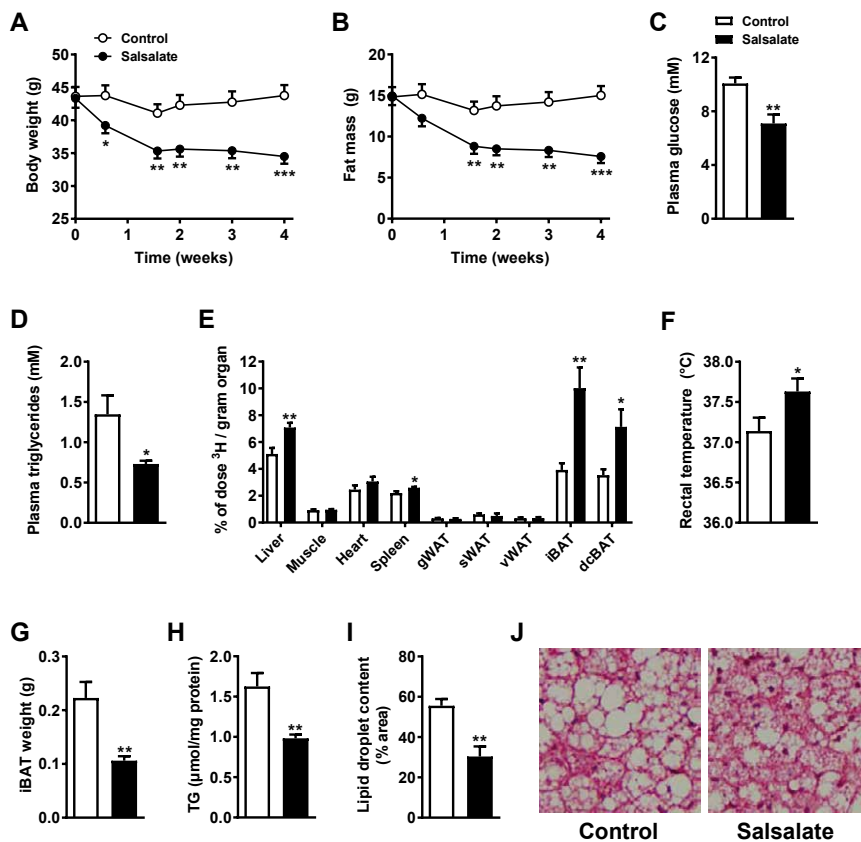 A
Control
Salsalate
Body weight (g)
45
40
35
30
25
*
**
**
**
***
0
1
2
3
4
Time (weeks)
B
Control
Salsalate
Fat mass (g)
20
15
10
5
0
**
**
**
***
0
1
2
3
4
Time (weeks)
C
Control
Salsalate
Plasma glucose (mM)
12
9
6
3
0
**
D
Plasma triglycerides (mM)
2.0
1.5
1.0
0.5
0.0
*
E
% of dose ³H / gram organ
12
10
8
6
4
2
0
**
*
**
*
Liver
Muscle
Heart
Spleen
gWAT
sWAT
vWAT
iBAT
dcBAT
F
Rectal temperature (°C)
38.0
37.5
37.0
36.5
36.0
*
G
iBAT weight (g)
0.3
0.2
0.1
0.0
**
H
TG (µmol/mg protein)
2.0
1.5
1.0
0.5
0.0
**
I
Lipid droplet content
(% area)
80
60
40
20
0
**
J
Control
Salsalate